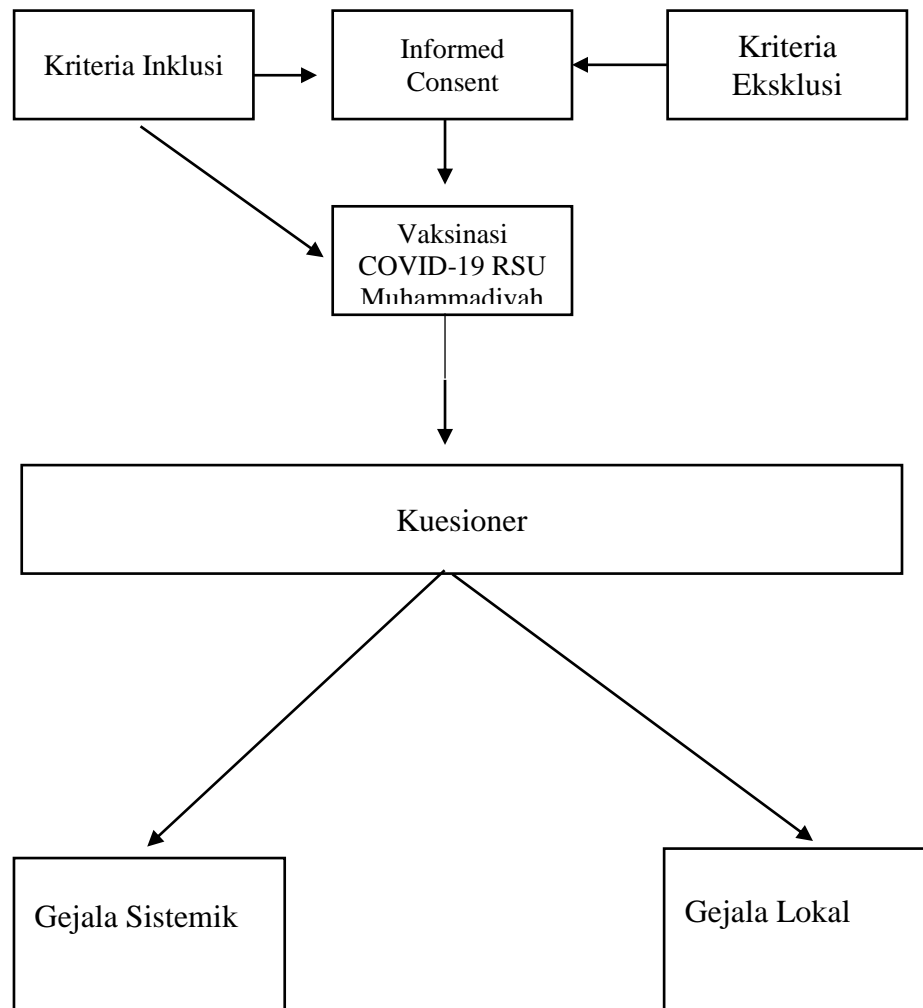 Kriteria Inklusi
Informed
Consent
Kriteria
Eksklusi
Vaksinasi
COVID-19 RSU
Muhammadiyah
Kuesioner
Gejala Sistemik
Gejala Lokal